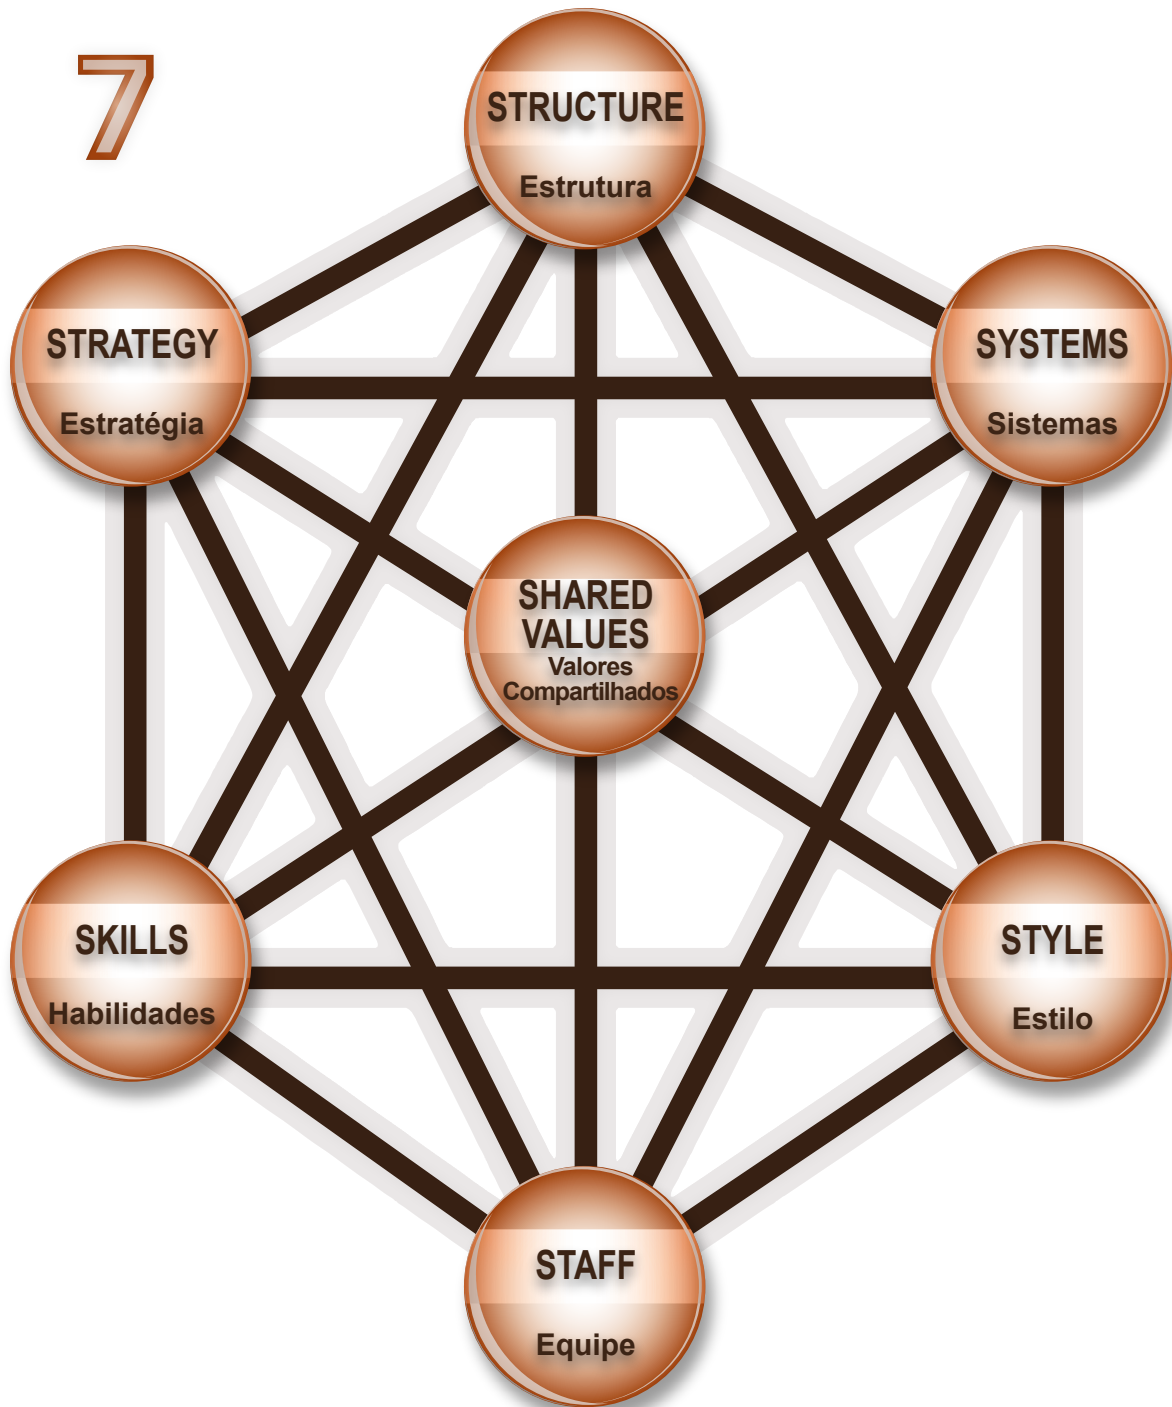 7
STRUCTURE
Estrutura
STRATEGY
Estratégia
SYSTEMS
Sistemas
SHARED
VALUES
Valores
Compartilhados
SKILLS
Habilidades
STYLE
Estilo
STAFF
Equipe